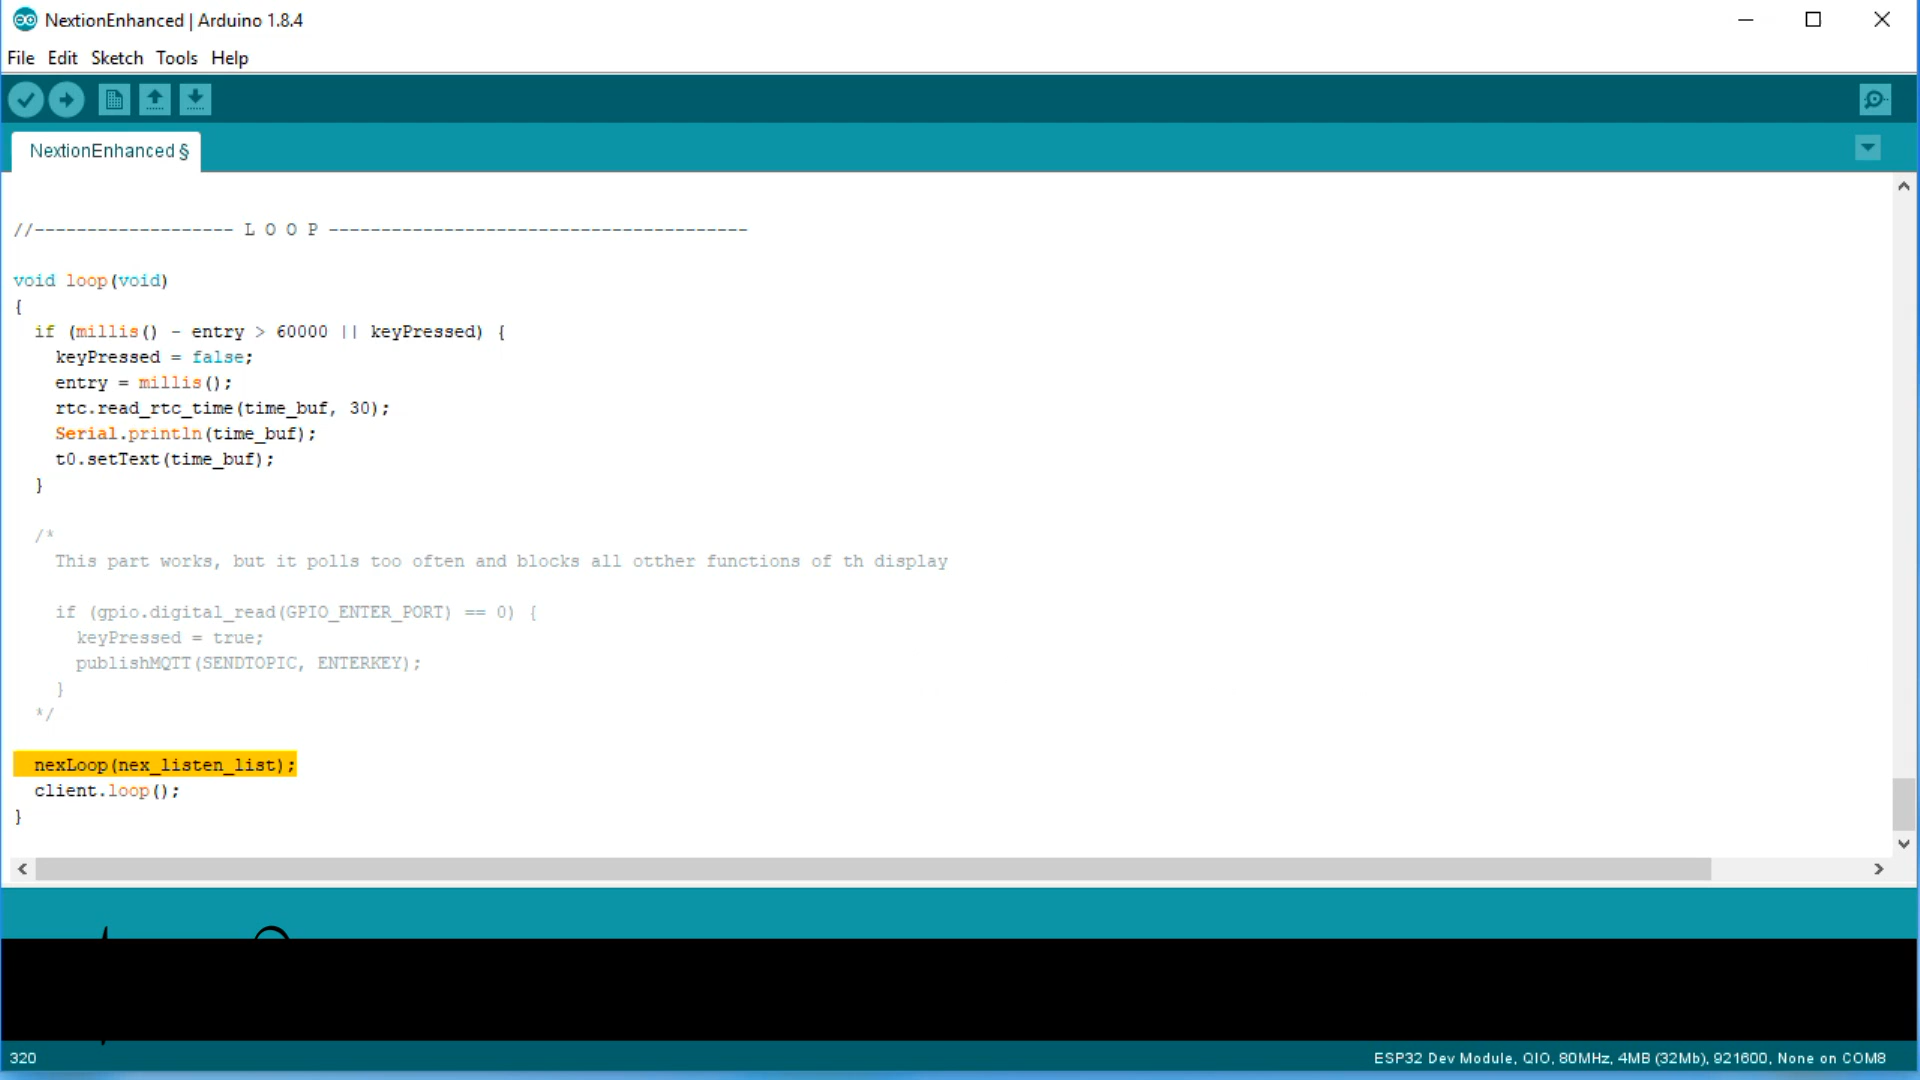 NextionEnhanced | Arduino 1.8.4
File Edit Sketch Tools Help
NextionEnhanced §
//------------------- L O O P ----------------------------------------
void loop(void)
{
if (millis() - entry > 60000 || keyPressed) {
keyPressed = false;
entry = millis();
rtc.read_rtc_time(time_buf, 30);
Serial.println(time_buf);
t0.setText(time_buf);
}
/*
This part works, but it polls too often and blocks all otther functions of th display
if (gpio.digital_read(GPIO_ENTER_PORT) == 0) {
keyPressed = true;
publishMQTT(SENDTOPIC, ENTERKEY);
}
*/
nexLoop(nex_listen_list);
client.loop();
}
320
ESP32 Dev Module, QIO, 80MHz, 4MB (32Mb), 921600, None on COM8